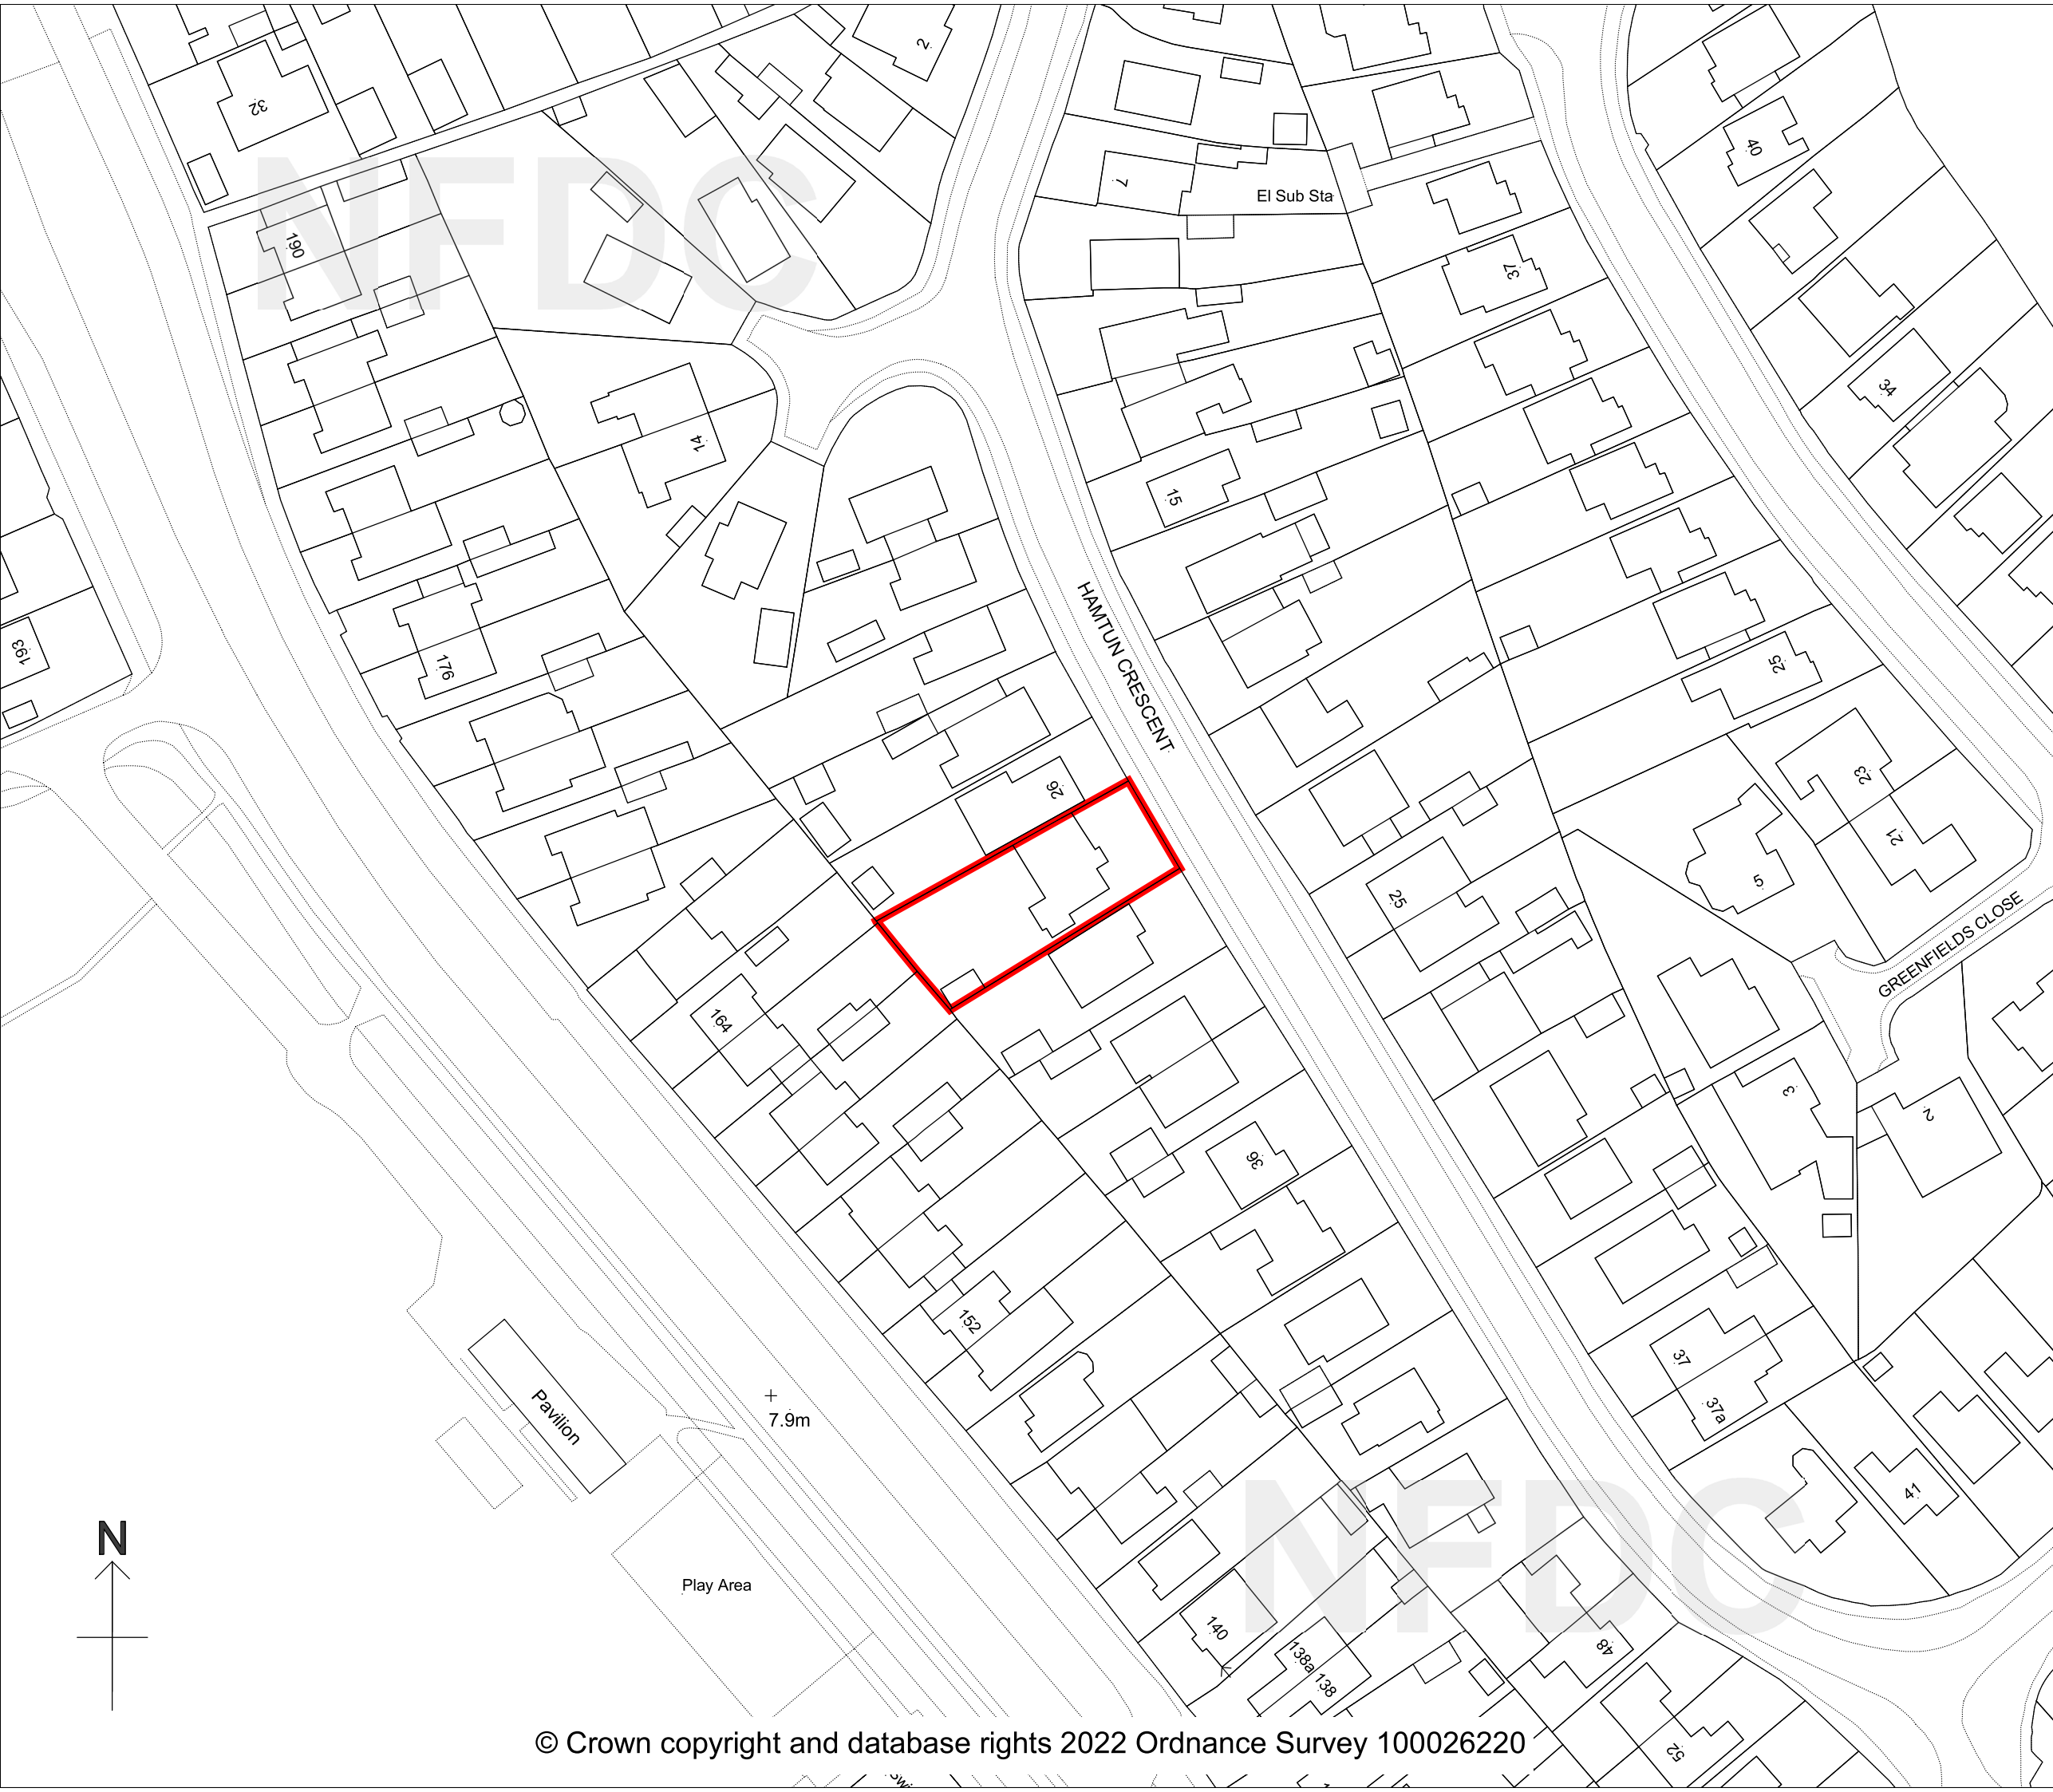 2
32
40
7
El Sub Sta
NFDC
190
37
34
14
15
HAMTUN CRESCENT
193
176
25
23
26
21
5
25
GREENFIELDS CLOSE
164
3
2
36
152
37
37a
Pavilion
7.9m
41
NFDC
N
Play Area
140
138a
138
48
© Crown copyright and database rights 2022 Ordnance Survey 100026220
52